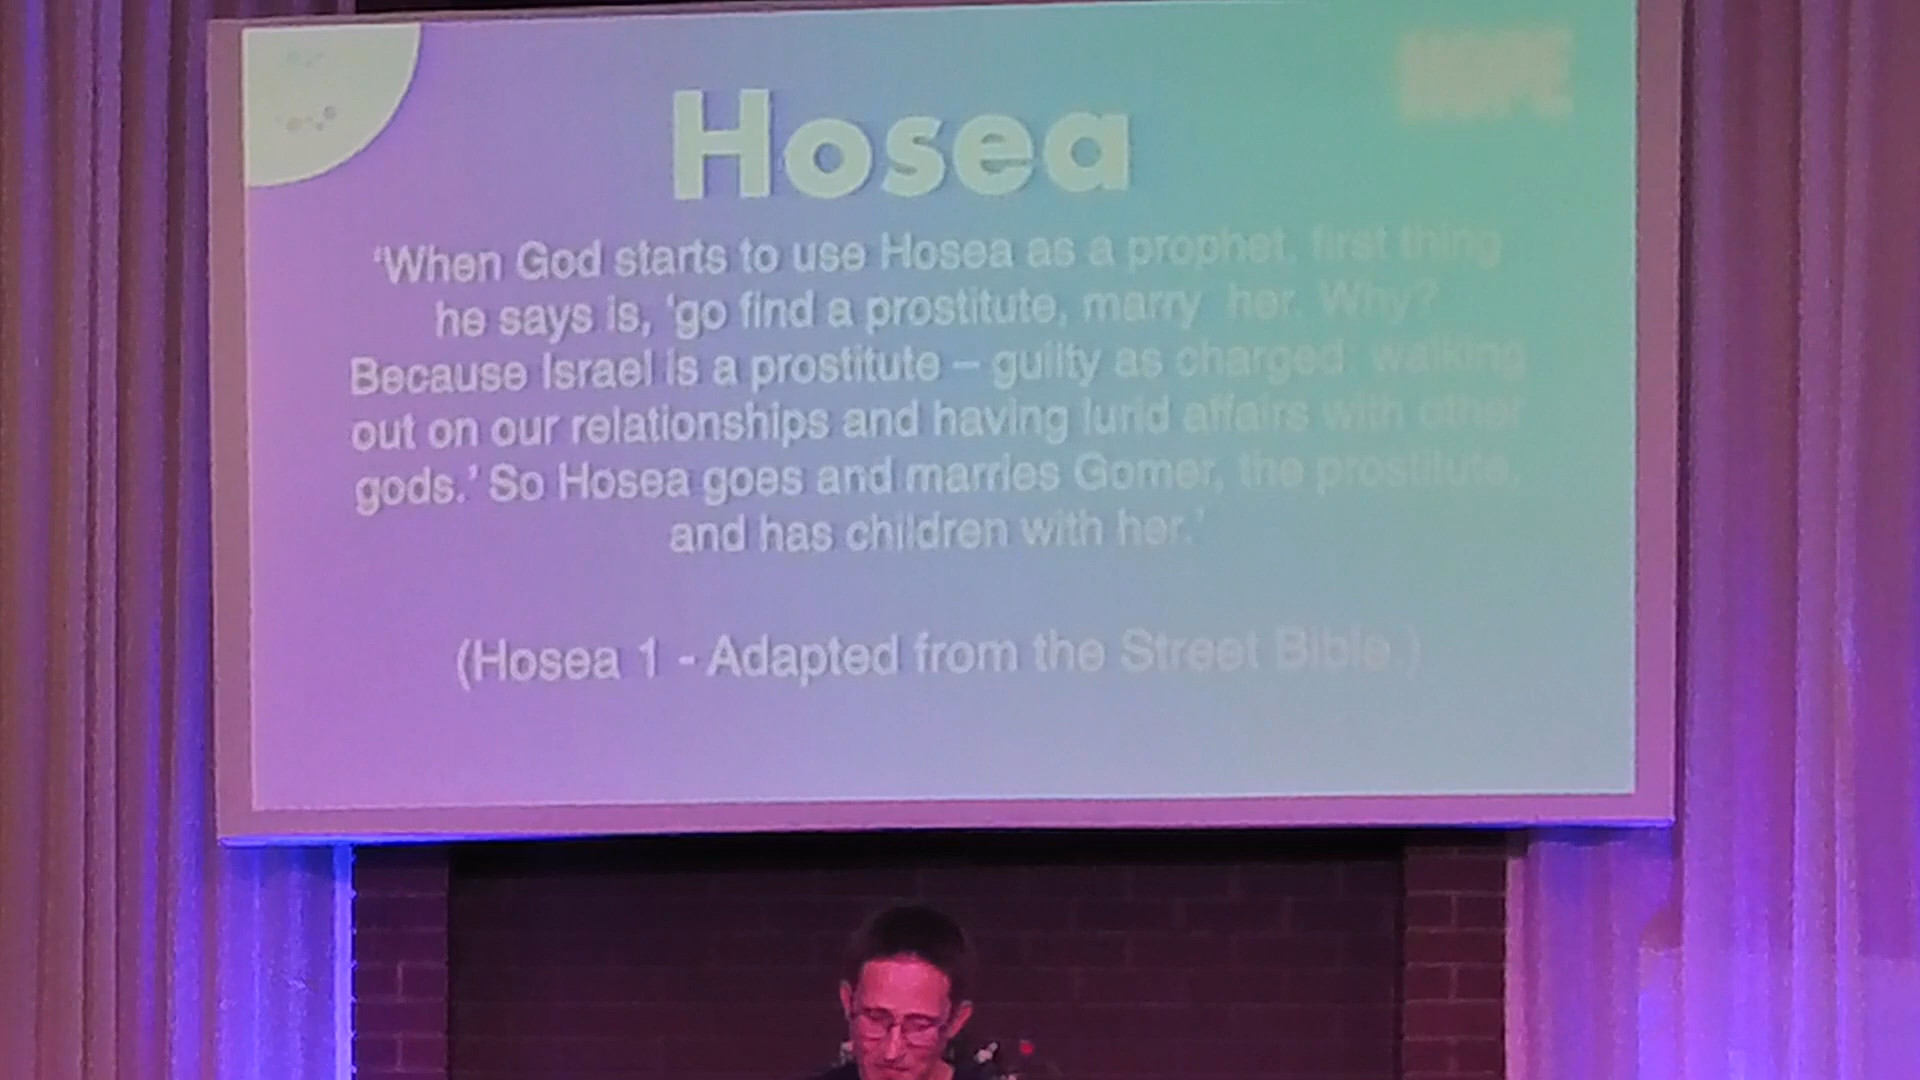 HOPE
Hosea
‘When God starts to use Hosea as a prophet, first thing
he says is, ‘go find a prostitute, marry her. Why?
Because Israel is a prostitute – guilty as charged: walking
out on our relationships and having lurid affairs with other
gods.’ So Hosea goes and marries Gomer, the prostitute,
and has children with her.’
(Hosea 1 - Adapted from the Street Bible.)